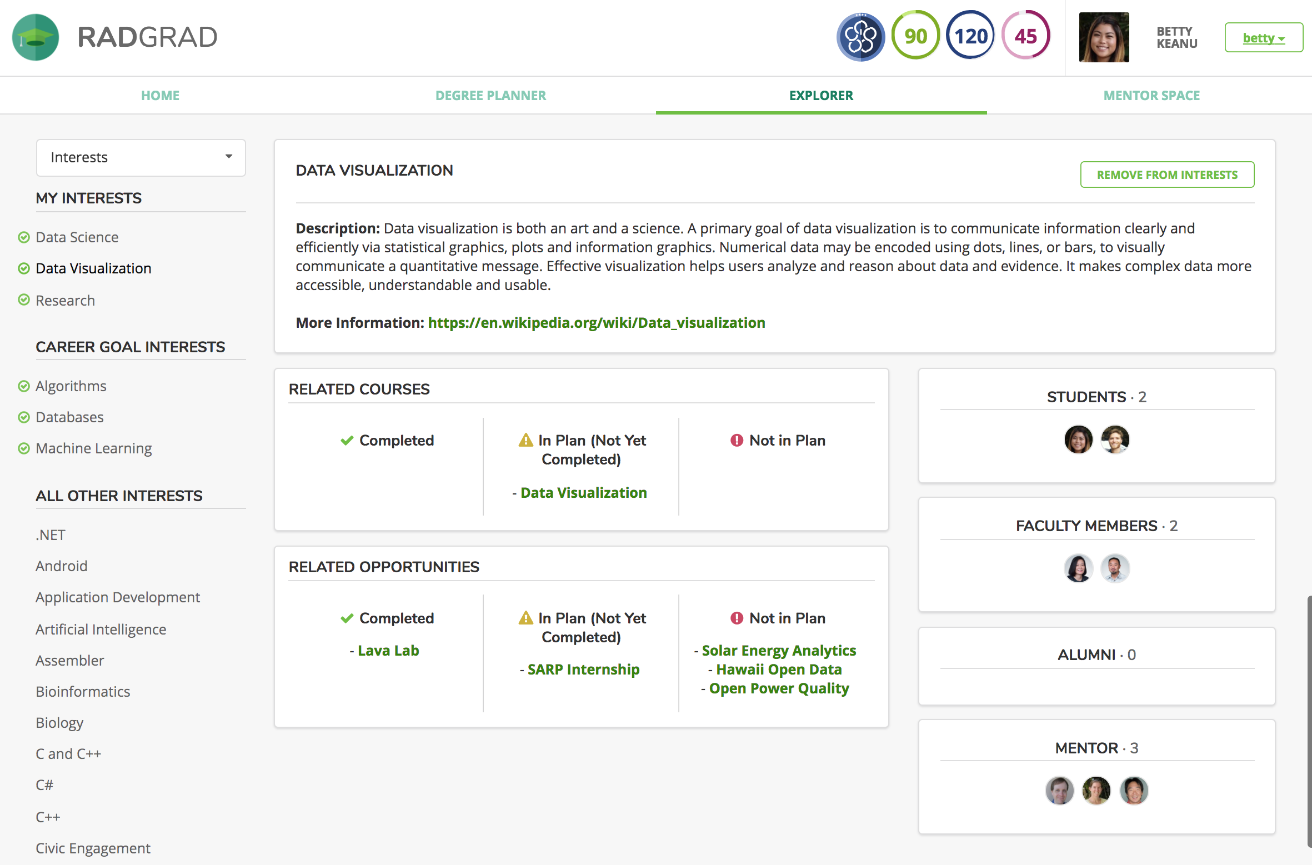 RADGRAD
90
120
45
BETTY
KEANU
betty
HOME
DEGREE PLANNER
EXPLORER
MENTOR SPACE
Interests
MY INTERESTS
Data Science
Data Visualization
Research
CAREER GOAL INTERESTS
Algorithms
Databases
Machine Learning
ALL OTHER INTERESTS
.NET
Android
Application Development
Artificial Intelligence
Assembler
Bioinformatics
Biology
C and C++
C#
C++
Civic Engagement
DATA VISUALIZATION
REMOVE FROM INTERESTS
Description: Data visualization is both an art and a science. A primary goal of data visualization is to communicate information clearly and
efficiently via statistical graphics, plots and information graphics. Numerical data may be encoded using dots, lines, or bars, to visually
communicate a quantitative message. Effective visualization helps users analyze and reason about data and evidence. It makes complex data more
accessible, understandable and usable.
More Information: https://en.wikipedia.org/wiki/Data_visualization
RELATED COURSES
Completed
In Plan (Not Yet
Completed)
- Data Visualization
Not in Plan
RELATED OPPORTUNITIES
Completed
- Lava Lab
In Plan (Not Yet
Completed)
- SARP Internship
Not in Plan
- Solar Energy Analytics
- Hawaii Open Data
- Open Power Quality
STUDENTS · 2
FACULTY MEMBERS · 2
ALUMNI · 0
MENTOR · 3